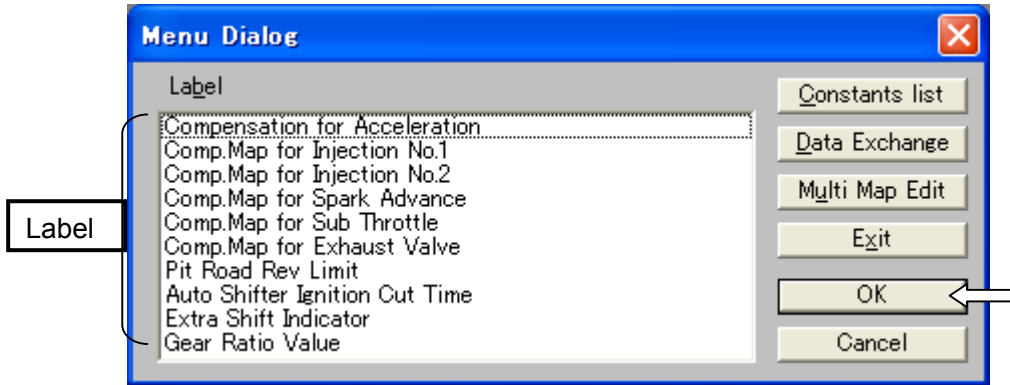 Menu Dialog
Label
Compensation for Acceleration
Comp.Map for Injection No.1
Comp.Map for Injection No.2
Comp.Map for Spark Advance
Comp.Map for Sub Throttle
Comp.Map for Exhaust Valve
Pit Road Rev Limit
Auto Shifter Ignition Cut Time
Extra Shift Indicator
Gear Ratio Value
Label
Constants list
Data Exchange
Multi Map Edit
Exit
OK
Cancel